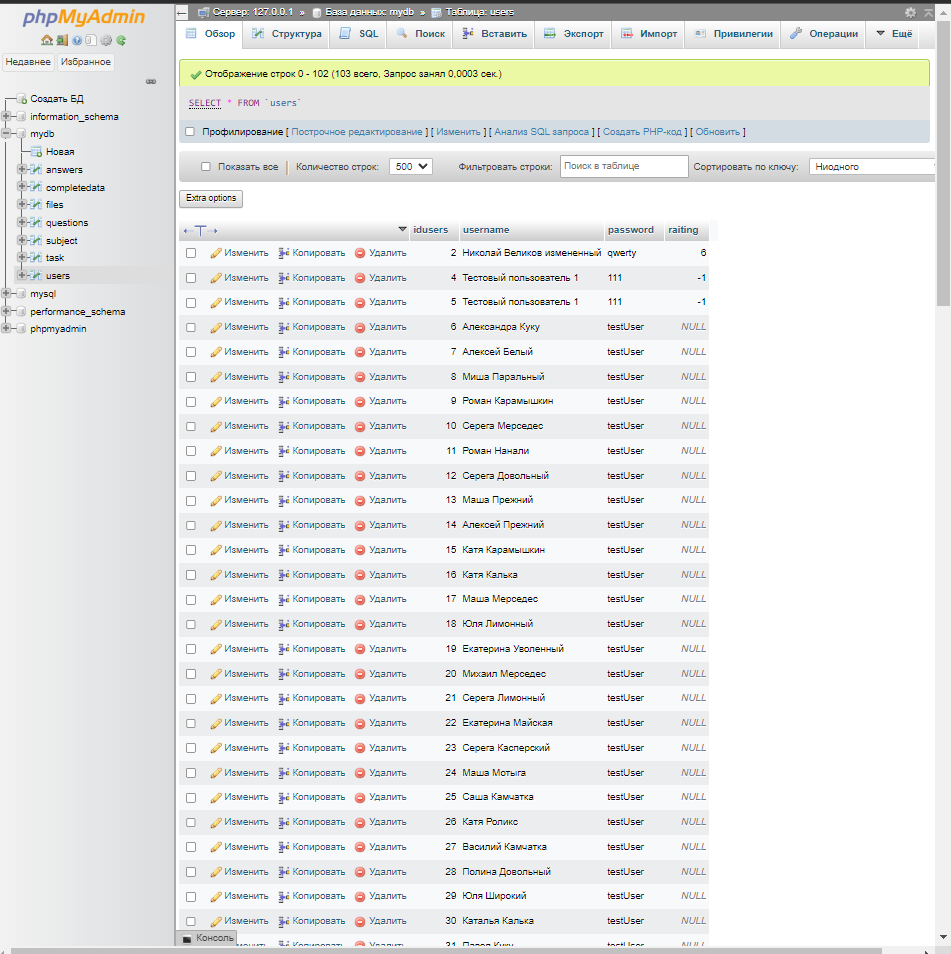 phpMyAdmin
Недавнее Избранное
Создать БД
information_schema
mydb
Новая
answers
completedata
files
questions
subject
task
users
mysql
performance_schema
phpmyadmin
Сервер: 127.0.0.1 » База данных: mydb » Таблица: users
Обзор Структура SQL Поиск Вставить Экспорт Импорт Привилегии Операции Ещё
Отображение строк 0 - 102 (103 всего, Запрос занял 0,0003 сек.)
SELECT * FROM `users`
Профилирование [ Построчное редактирование ] [ Изменить ] [ Анализ SQL запроса ] [ Создать PHP-код ] [ Обновить ]
Показать все Количество строк: 500 Фильтровать строки: Поиск в таблице Сортировать по ключу: Ниодного
Extra options
←T→ idusers username password raiting
Изменить Копировать Удалить 2 Николай Великов измененный qwerty 6
Изменить Копировать Удалить 4 Тестовый пользователь 1 111 -1
Изменить Копировать Удалить 5 Тестовый пользователь 1 111 -1
Изменить Копировать Удалить 6 Александра Куку testUser NULL
Изменить Копировать Удалить 7 Алексей Белый testUser NULL
Изменить Копировать Удалить 8 Миша Паральный testUser NULL
Изменить Копировать Удалить 9 Роман Карамышкин testUser NULL
Изменить Копировать Удалить 10 Серега Мерседес testUser NULL
Изменить Копировать Удалить 11 Роман Нанали testUser NULL
Изменить Копировать Удалить 12 Серега Довольный testUser NULL
Изменить Копировать Удалить 13 Маша Прежний testUser NULL
Изменить Копировать Удалить 14 Алексей Прежний testUser NULL
Изменить Копировать Удалить 15 Катя Карамышкин testUser NULL
Изменить Копировать Удалить 16 Катя Калька testUser NULL
Изменить Копировать Удалить 17 Маша Мерседес testUser NULL
Изменить Копировать Удалить 18 Юля Лимонный testUser NULL
Изменить Копировать Удалить 19 Екатерина Уволенный testUser NULL
Изменить Копировать Удалить 20 Михаил Мерседес testUser NULL
Изменить Копировать Удалить 21 Серега Лимонный testUser NULL
Изменить Копировать Удалить 22 Екатерина Майская testUser NULL
Изменить Копировать Удалить 23 Серега Касперский testUser NULL
Изменить Копировать Удалить 24 Маша Мотыга testUser NULL
Изменить Копировать Удалить 25 Саша Камчатка testUser NULL
Изменить Копировать Удалить 26 Катя Роликс testUser NULL
Изменить Копировать Удалить 27 Василий Камчатка testUser NULL
Изменить Копировать Удалить 28 Полина Довольный testUser NULL
Изменить Копировать Удалить 29 Юля Широкий testUser NULL
Изменить Копировать Удалить 30 Каталья Калька testUser NULL
Консоль Копировать Удалить 31 Павел Куку testUser NULL